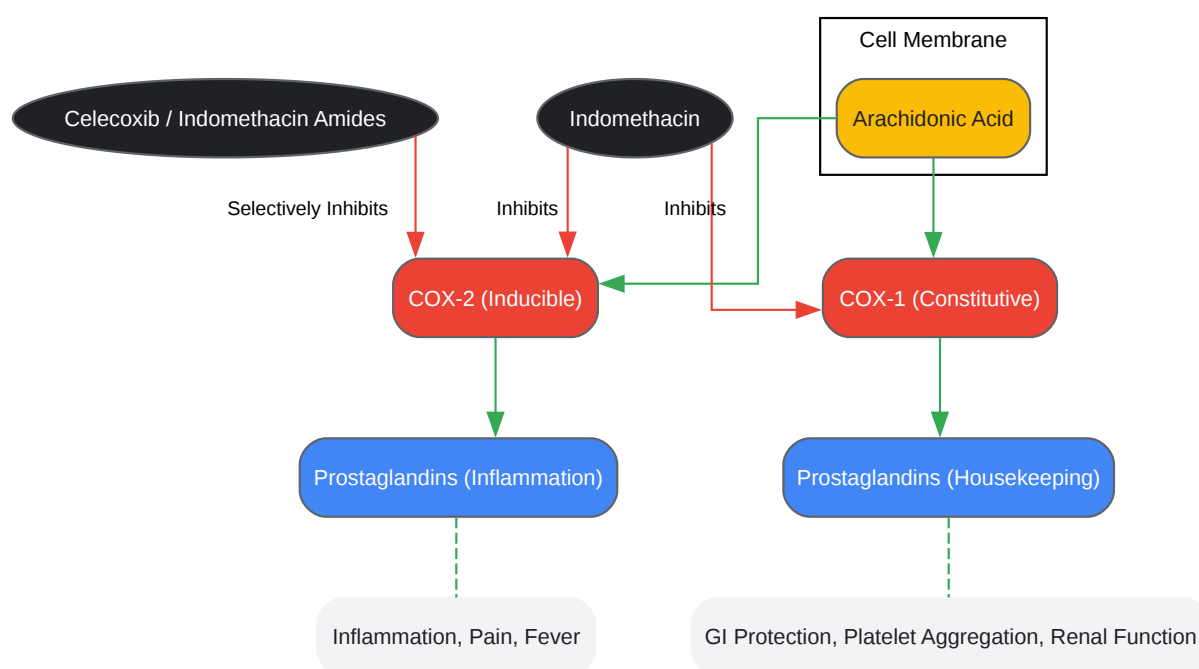 Cell Membrane
Celecoxib / Indomethacin Amides
Indomethacin
Arachidonic Acid
Selectively Inhibits
Inhibits
Inhibits
COX-2 (Inducible)
COX-1 (Constitutive)
Prostaglandins (Inflammation)
Prostaglandins (Housekeeping)
Inflammation, Pain, Fever
GI Protection, Platelet Aggregation, Renal Function